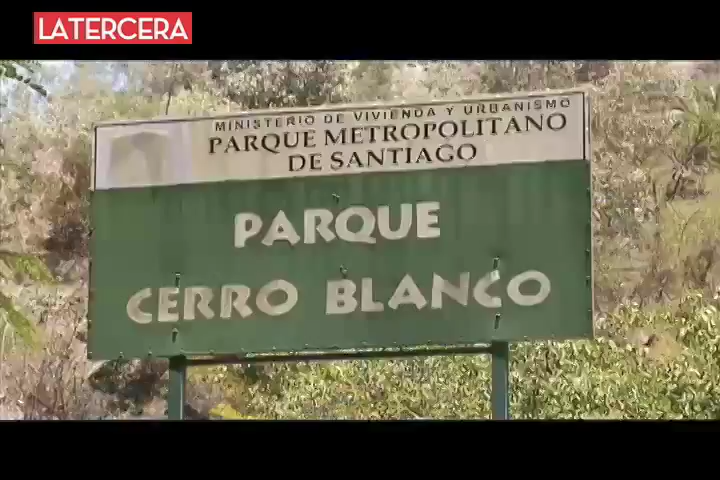 LATERCERA
MINISTERIO DE VIVIENDA Y URBANISMO
PARQUE METROPOLITANO
DE SANTIAGO
PARQUE
CERRO BLANCO